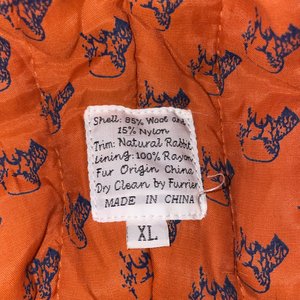 Shell: 85% Wool and
15% Nylon
Trim: Natural Rabbit
Lining: 100% Rayon
Fur Origin China
Dry Clean by Furrier
MADE IN CHINA
XL